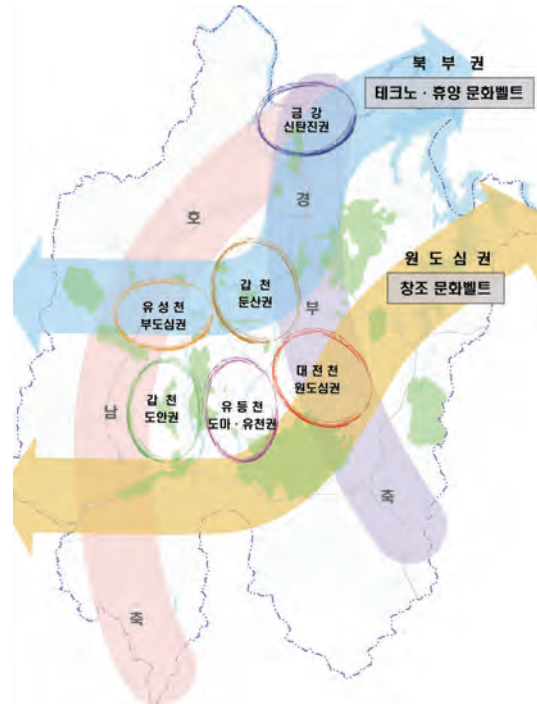 북 부 권
테크노 · 휴양 문화벨트
금 강
신탄진권
호
경
원 도 심 권
창조 문화벨트
갑 천
둔산권
유 성 천
부도심권
부
대 전 천
원도심권
갑 천
도안권
유 등 천
도마 · 유천권
남
축
축